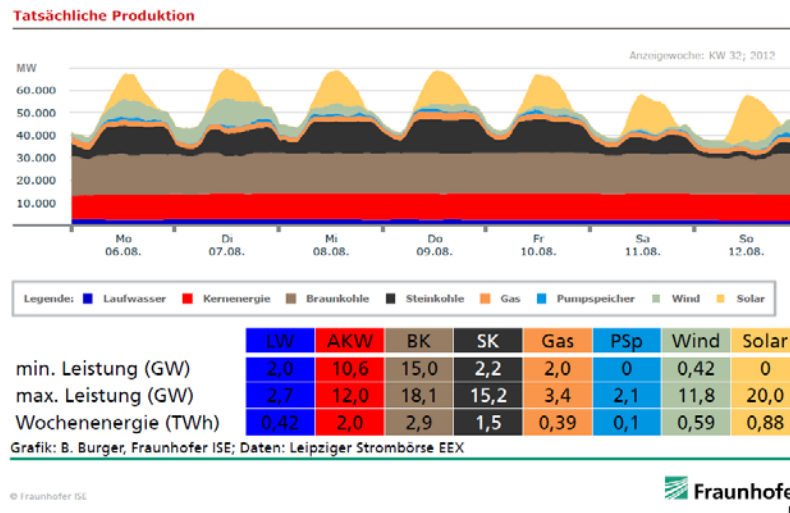 Tatsächliche Produktion
Anzeigewoche: KW 32; 2012
MW
60.000
50.000
40.000
30.000
20.000
10.000
Mo Di Mi Do Fr Sa So
06.08. 07.08. 08.08. 09.08. 10.08. 11.08. 12.08.
Legende: Laufwasser Kernenergie Braunkohle Steinkohle Gas Pumpspeicher Wind Solar
LW AKW BK SK Gas PSp Wind Solar
min. Leistung (GW) 2,0 10,6 15,0 2,2 2,0 0 0,42 0
max. Leistung (GW) 2,7 12,0 18,1 15,2 3,4 2,1 11,8 20,0
Wochenenergie (TWh) 0,42 2,0 2,9 1,5 0,39 0,1 0,59 0,88
Grafik: B. Burger, Fraunhofer ISE; Daten: Leipziger Strombörse EEX
© Fraunhofer ISE
Fraunhofe